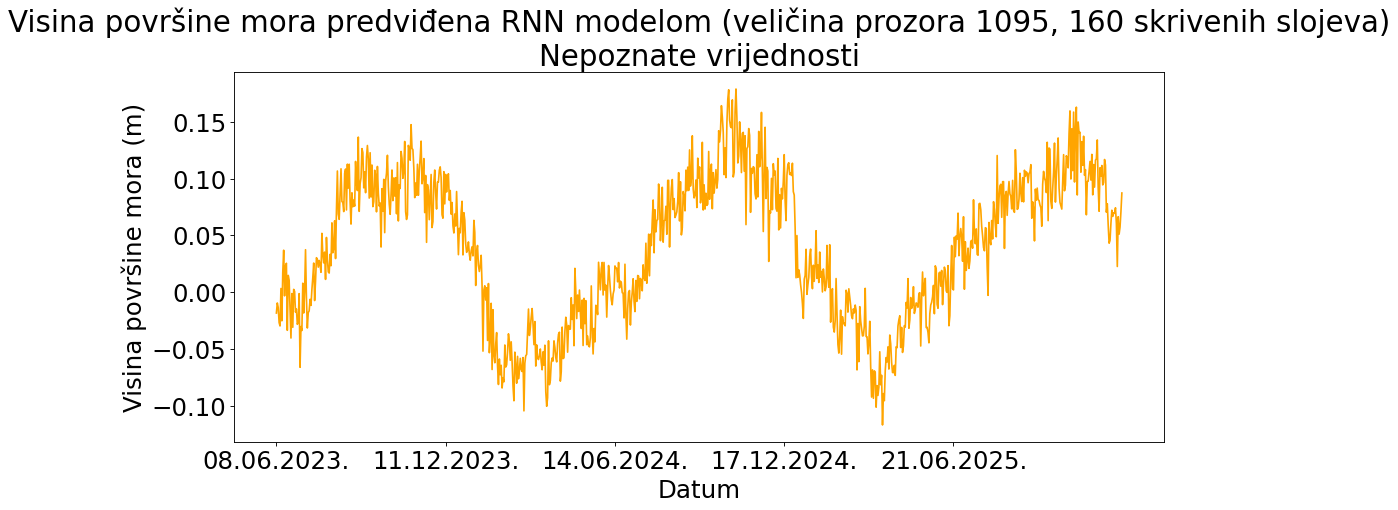 Visina površine mora predviđena RNN modelom (veličina prozora 1095, 160 skrivenih slojeva)
Nepoznate vrijednosti
Visina površine mora (m)
0.15
0.10
0.05
0.00
−0.05
−0.10
08.06.2023. 11.12.2023. 14.06.2024. 17.12.2024. 21.06.2025.
Datum